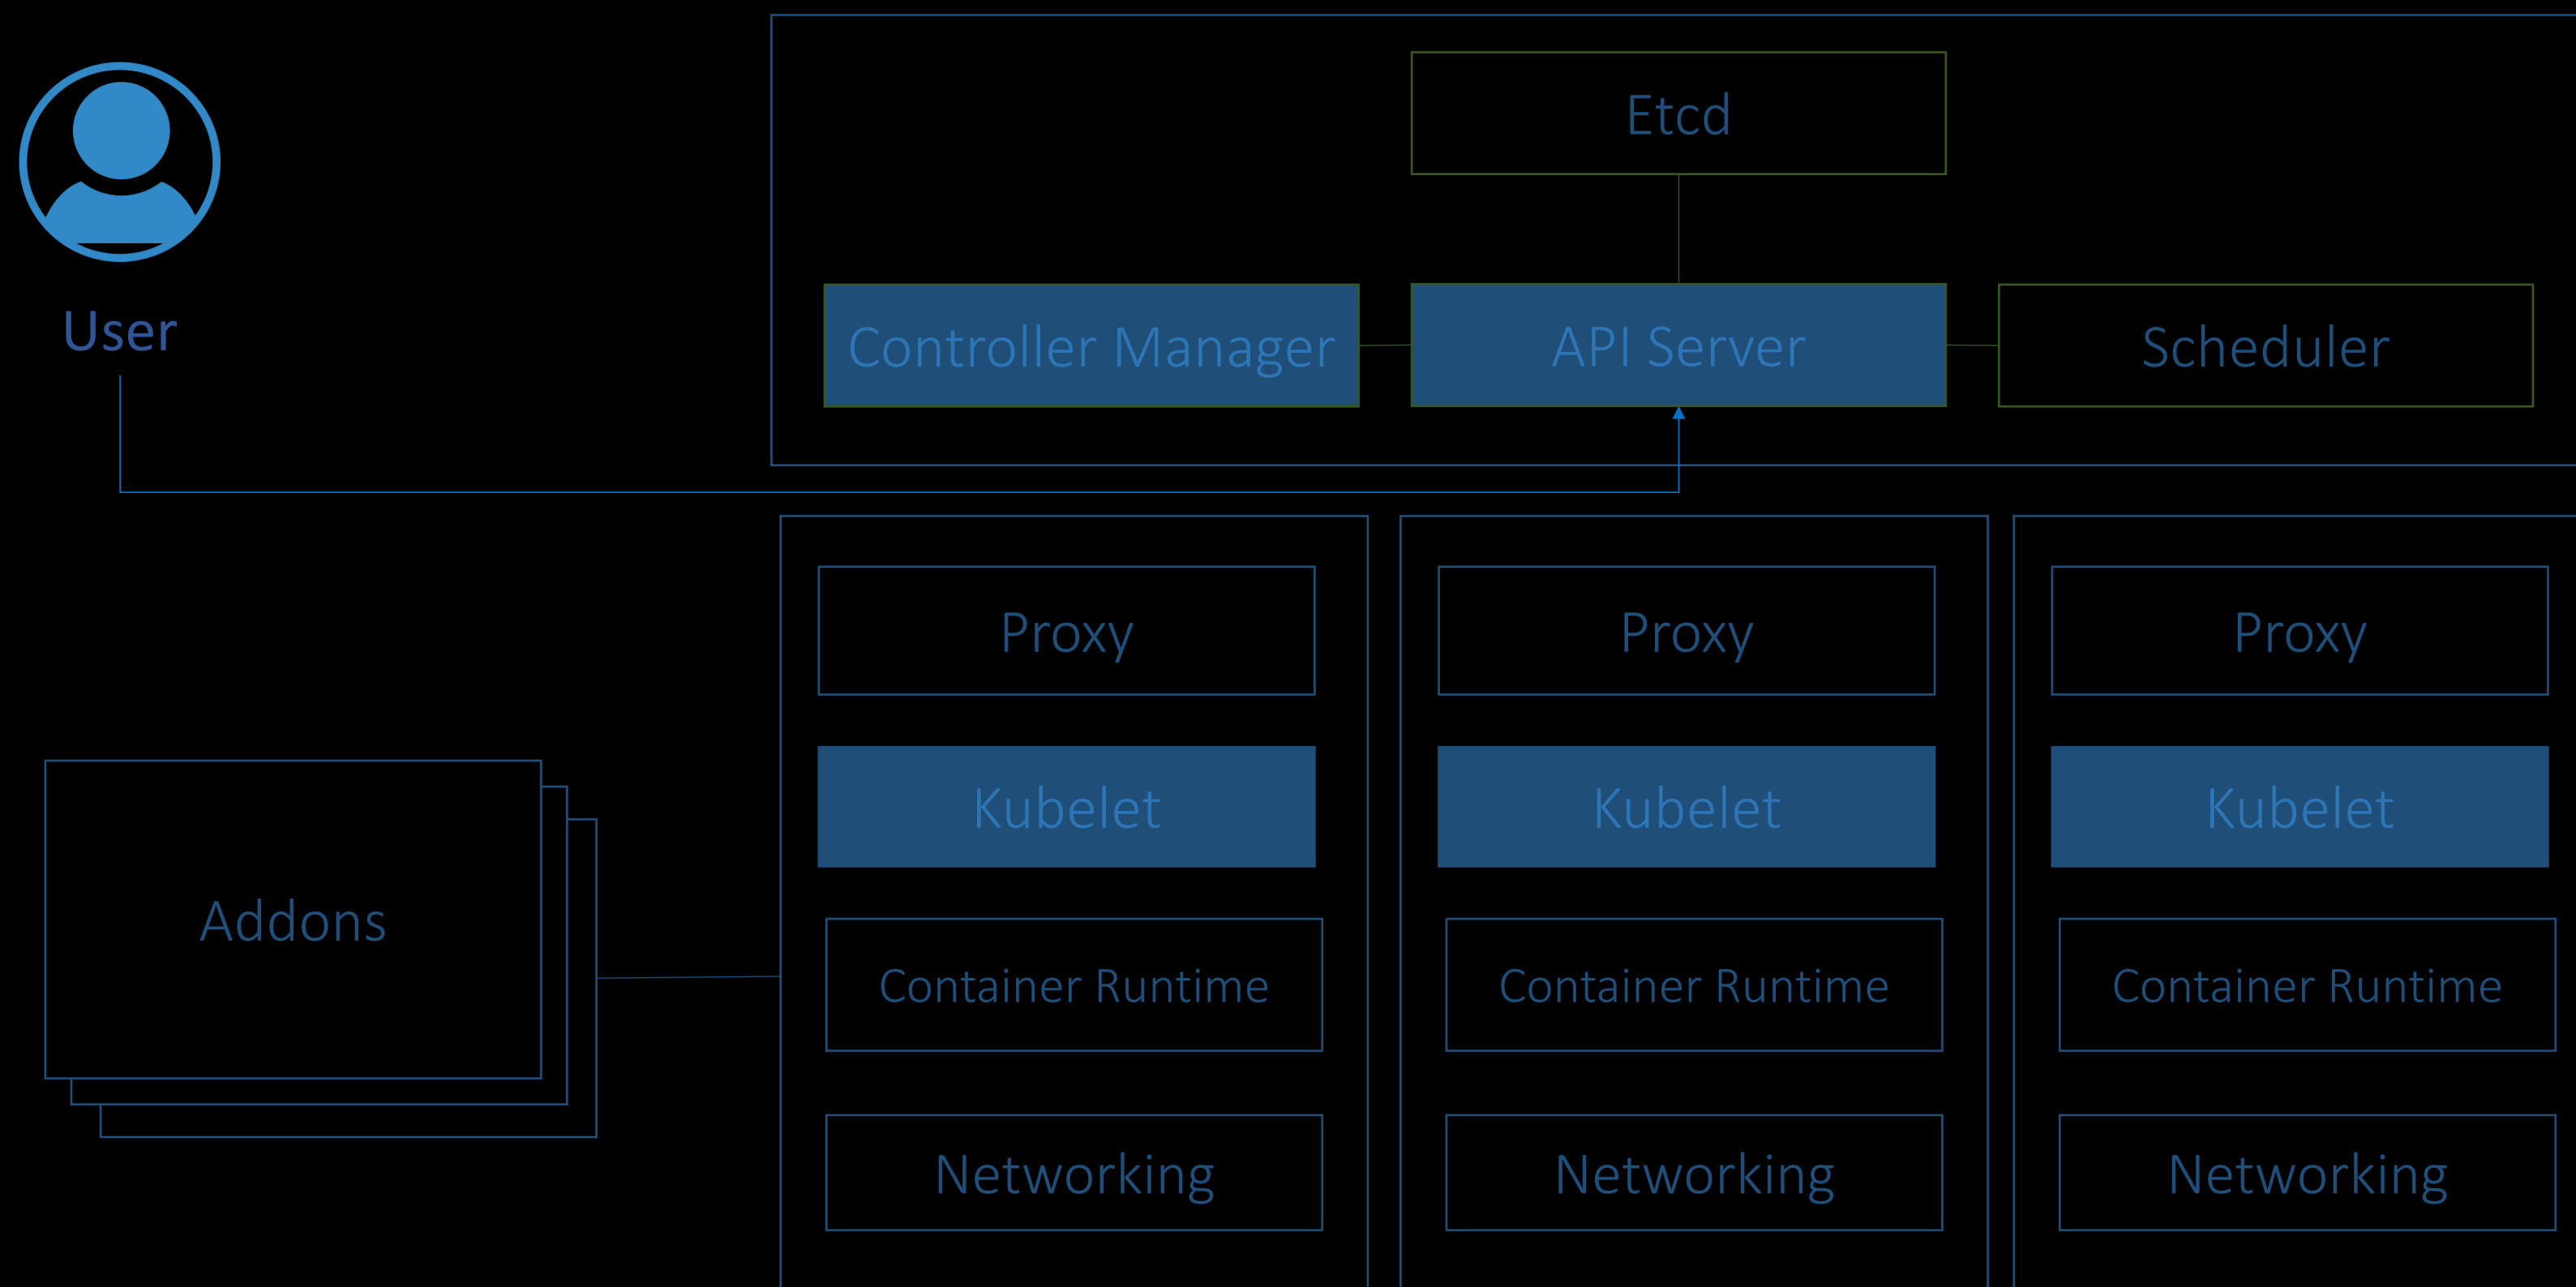 Etcd
User
Controller Manager
API Server
Scheduler
Proxy
Proxy
Proxy
Kubelet
Kubelet
Kubelet
Addons
Container Runtime
Container Runtime
Container Runtime
Networking
Networking
Networking